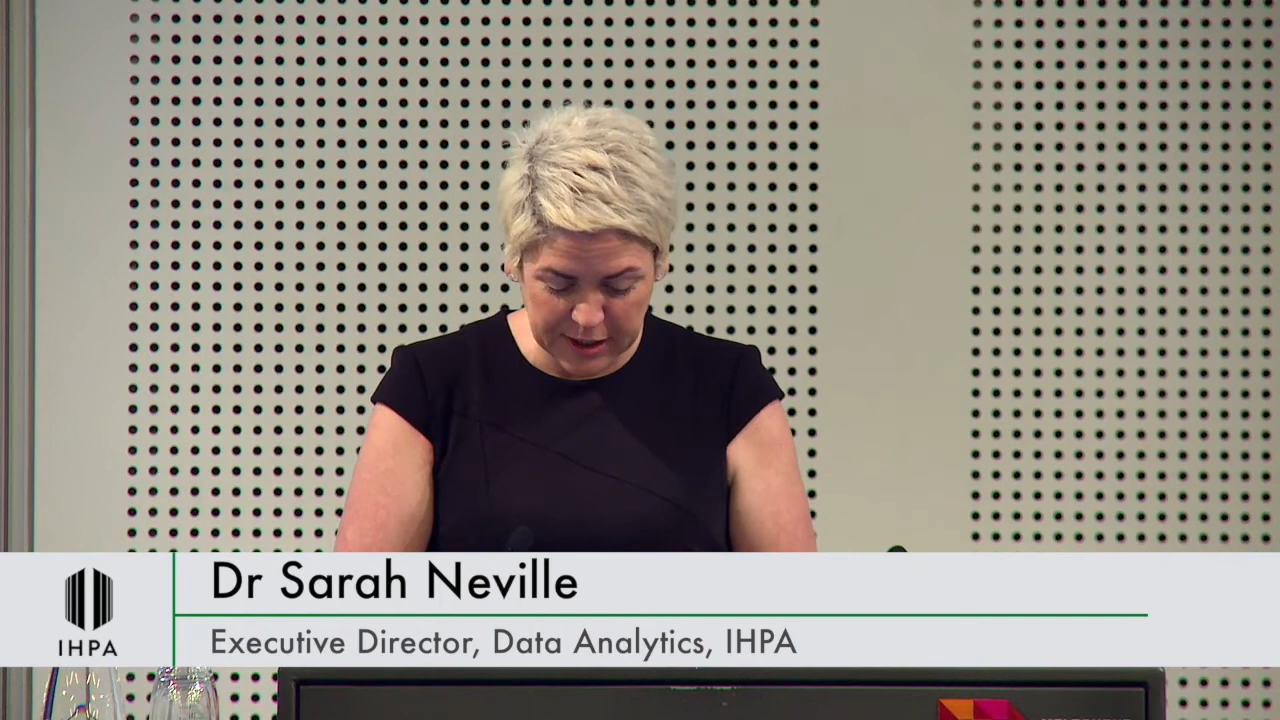 Dr Sarah Neville
Executive Director, Data Analytics, IHPA
IHPA